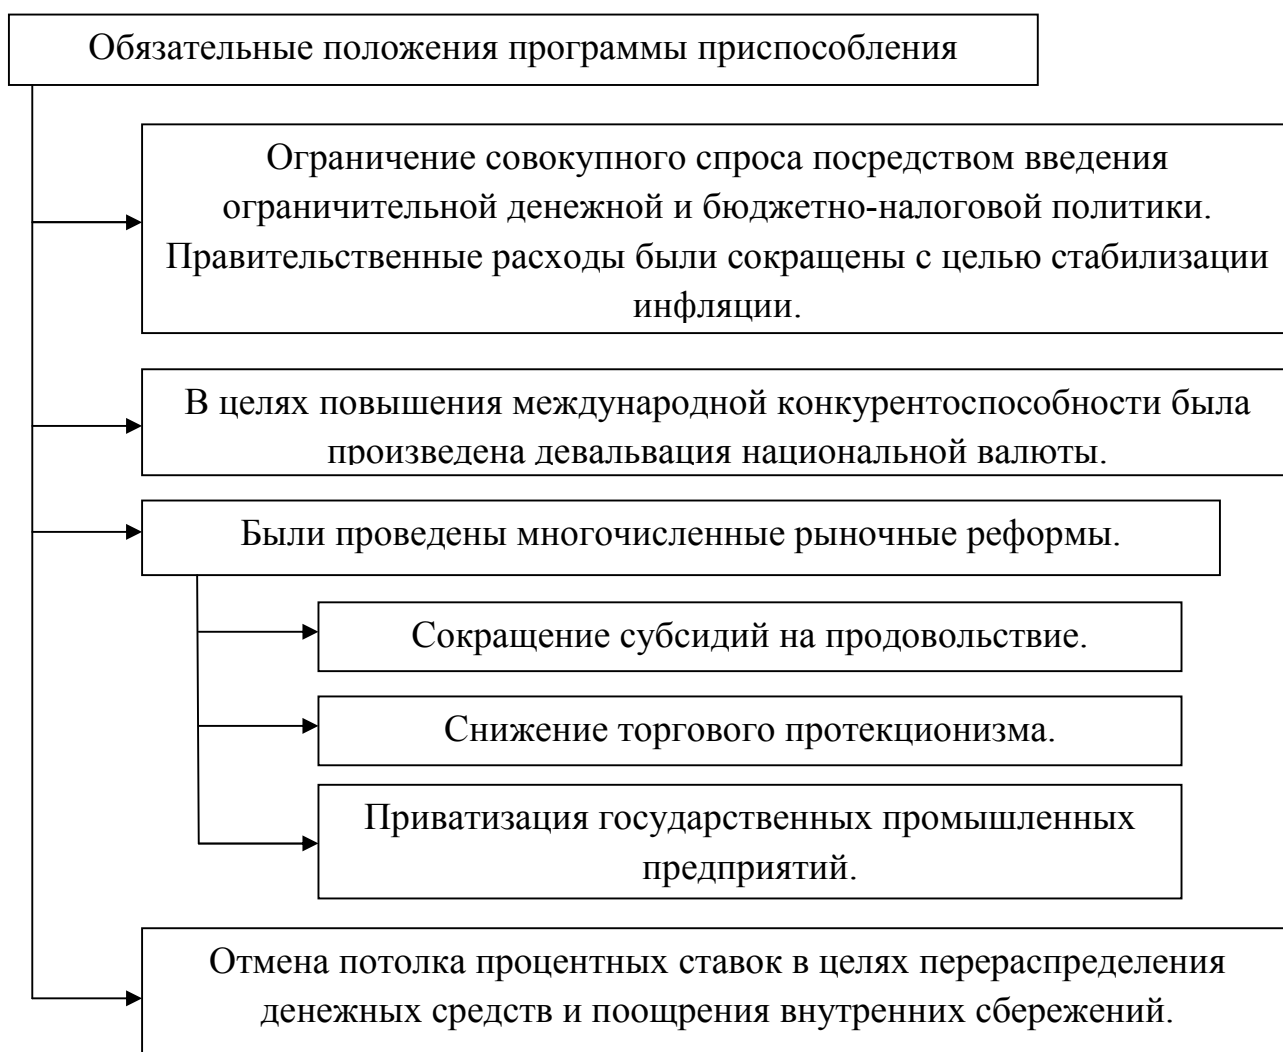 Обязательные положения программы приспособления
Ограничение совокупного спроса посредством введения
ограничительной денежной и бюджетно-налоговой политики.
Правительственные расходы были сокращены с целью стабилизации
инфляции.
В целях повышения международной конкурентоспособности была
произведена девальвация национальной валюты.
Были проведены многочисленные рыночные реформы.
Сокращение субсидий на продовольствие.
Снижение торгового протекционизма.
Приватизация государственных промышленных
предприятий.
Отмена потолка процентных ставок в целях перераспределения
денежных средств и поощрения внутренних сбережений.